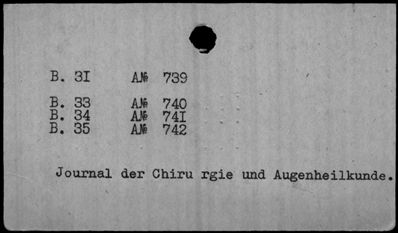 B. 31 A№ 739
B. 33 A№ 740
B. 34 A№ 741
B. 35 A№ 742
Journal der Chiru rgie und Augenheilkunde.